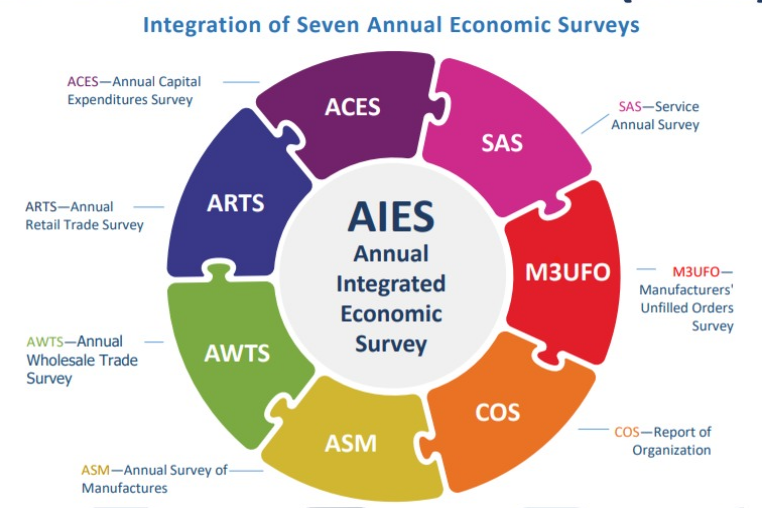 Integration of Seven Annual Economic Surveys
ACES—Annual Capital
Expenditures Survey
ACES
SAS
SAS—Service
Annual Survey
ARTS—Annual
Retail Trade Survey
ARTS
AIES
Annual
Integrated
Economic
Survey
M3UFO
M3UFO—
Manufacturers'
Unfilled Orders
Survey
AWTS—Annual
Wholesale Trade
Survey
AWTS
ASM
COS
COS—Report of
Organization
ASM—Annual Survey of
Manufactures